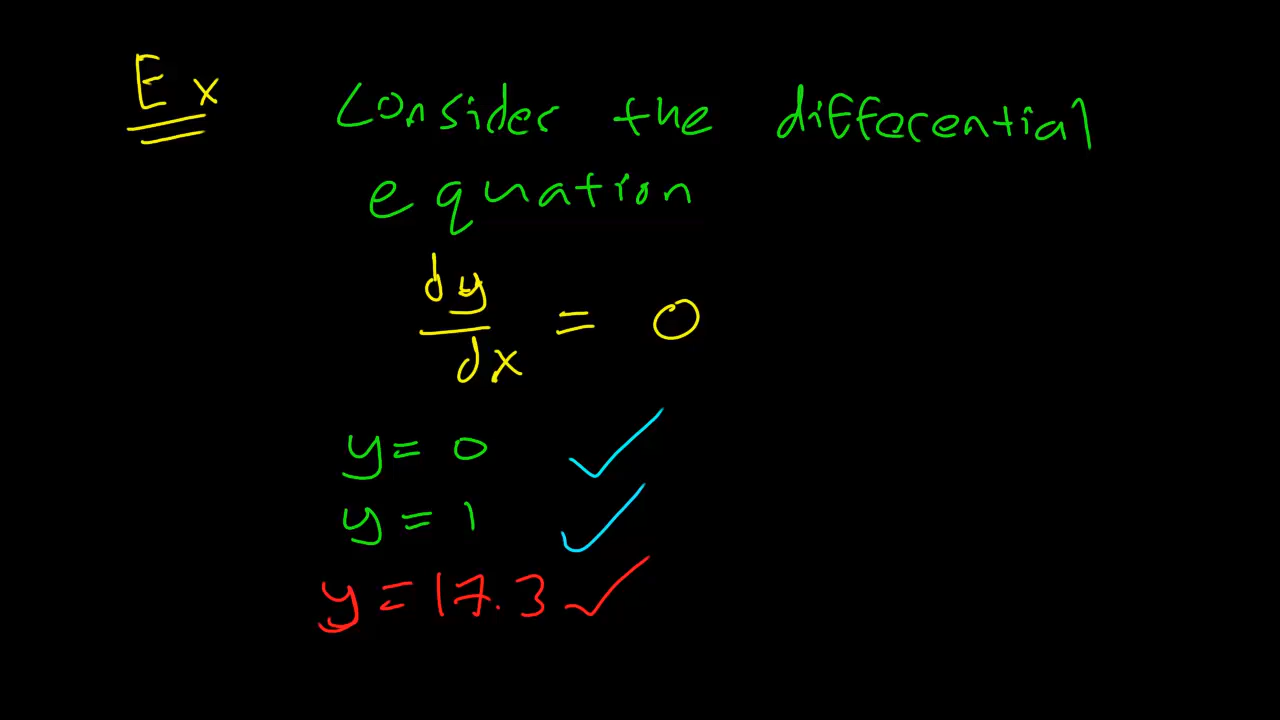 Ex Consider the differential
equation
dy/dx = 0
y = 0 ✓
y = 1 ✓
y = 17.3 ✓